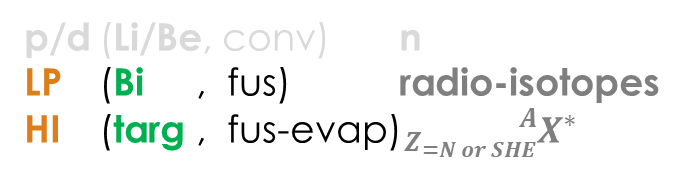 p/d (Li/Be, conv) n
LP (Bi , fus) radio-isotopes
HI (targ , fus-evap) _{Z=N or SHE}^{A}X^{*}